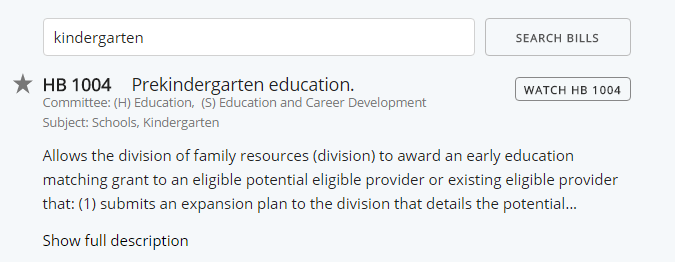 kindergarten SEARCH BILLS
HB 1004 Prekindergarten education. WATCH HB 1004
Committee: (H) Education, (S) Education and Career Development
Subject: Schools, Kindergarten
Allows the division of family resources (division) to award an early education
matching grant to an eligible potential eligible provider or existing eligible provider
that: (1) submits an expansion plan to the division that details the potential...
Show full description